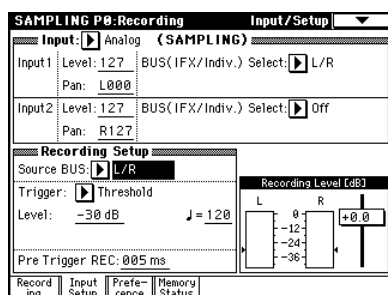 SAMPLING P0:Recording Input/Setup
Input: Analog (SAMPLING)
Input1 Level: 127 BUS(IFX/Indiv.) Select: L/R
Pan: L000
Input2 Level: 127 BUS(IFX/Indiv.) Select: Off
Pan: R127
Recording Setup
Source BUS: L/R
Trigger: Threshold
Level: -30 dB ♩=120
Pre Trigger REC: 005 ms
Recording Level [dB]
L R
0 +0.0
-12
-24
-36
Record ing
Input Setup
Prefe- rence
Memory Status